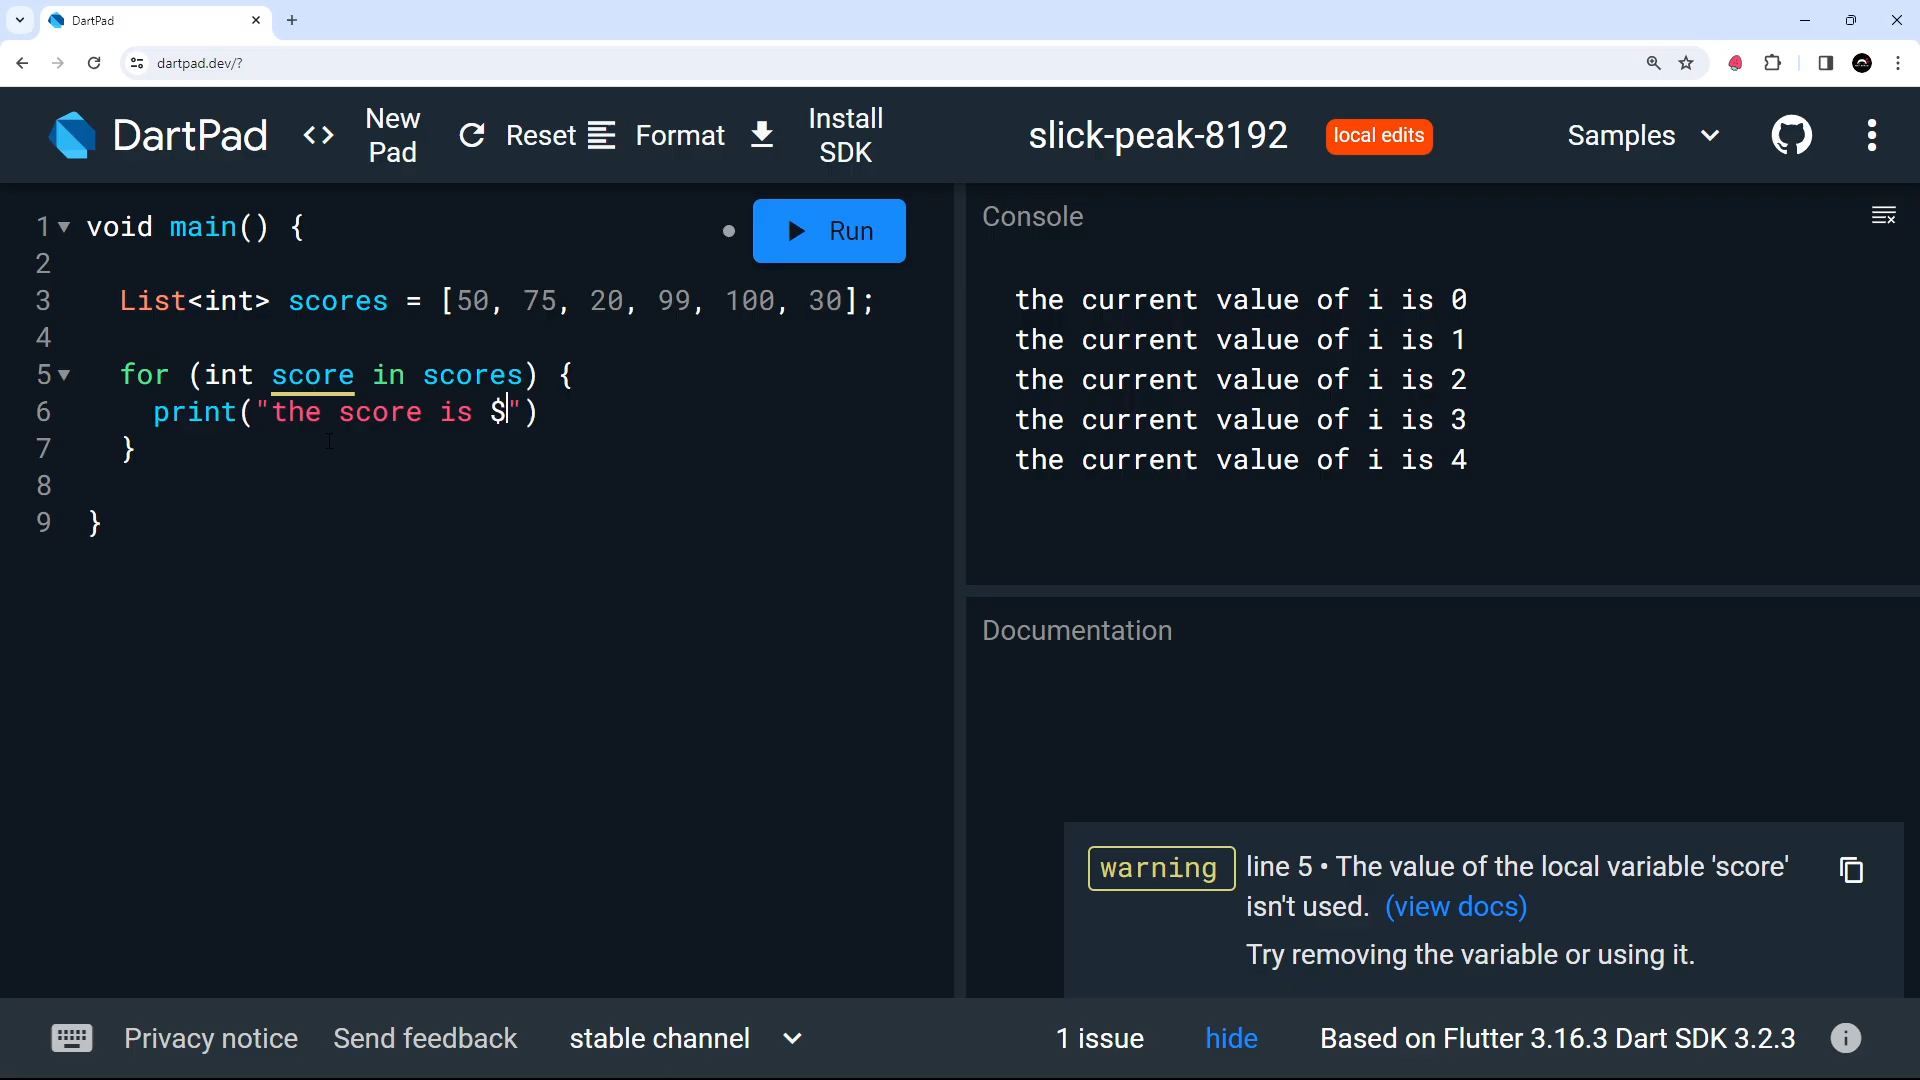 DartPad
dartpad.dev/?
DartPad <> New Pad Reset Format Install SDK slick-peak-8192 local edits Samples
1 void main() {
2
3 List<int> scores = [50, 75, 20, 99, 100, 30];
4
5 for (int score in scores) {
6 print("the score is $")
7 }
8
9 }
Run
Console
the current value of i is 0
the current value of i is 1
the current value of i is 2
the current value of i is 3
the current value of i is 4
Documentation
warning line 5 • The value of the local variable 'score'
isn't used. (view docs)
Try removing the variable or using it.
Privacy notice Send feedback stable channel 1 issue hide Based on Flutter 3.16.3 Dart SDK 3.2.3